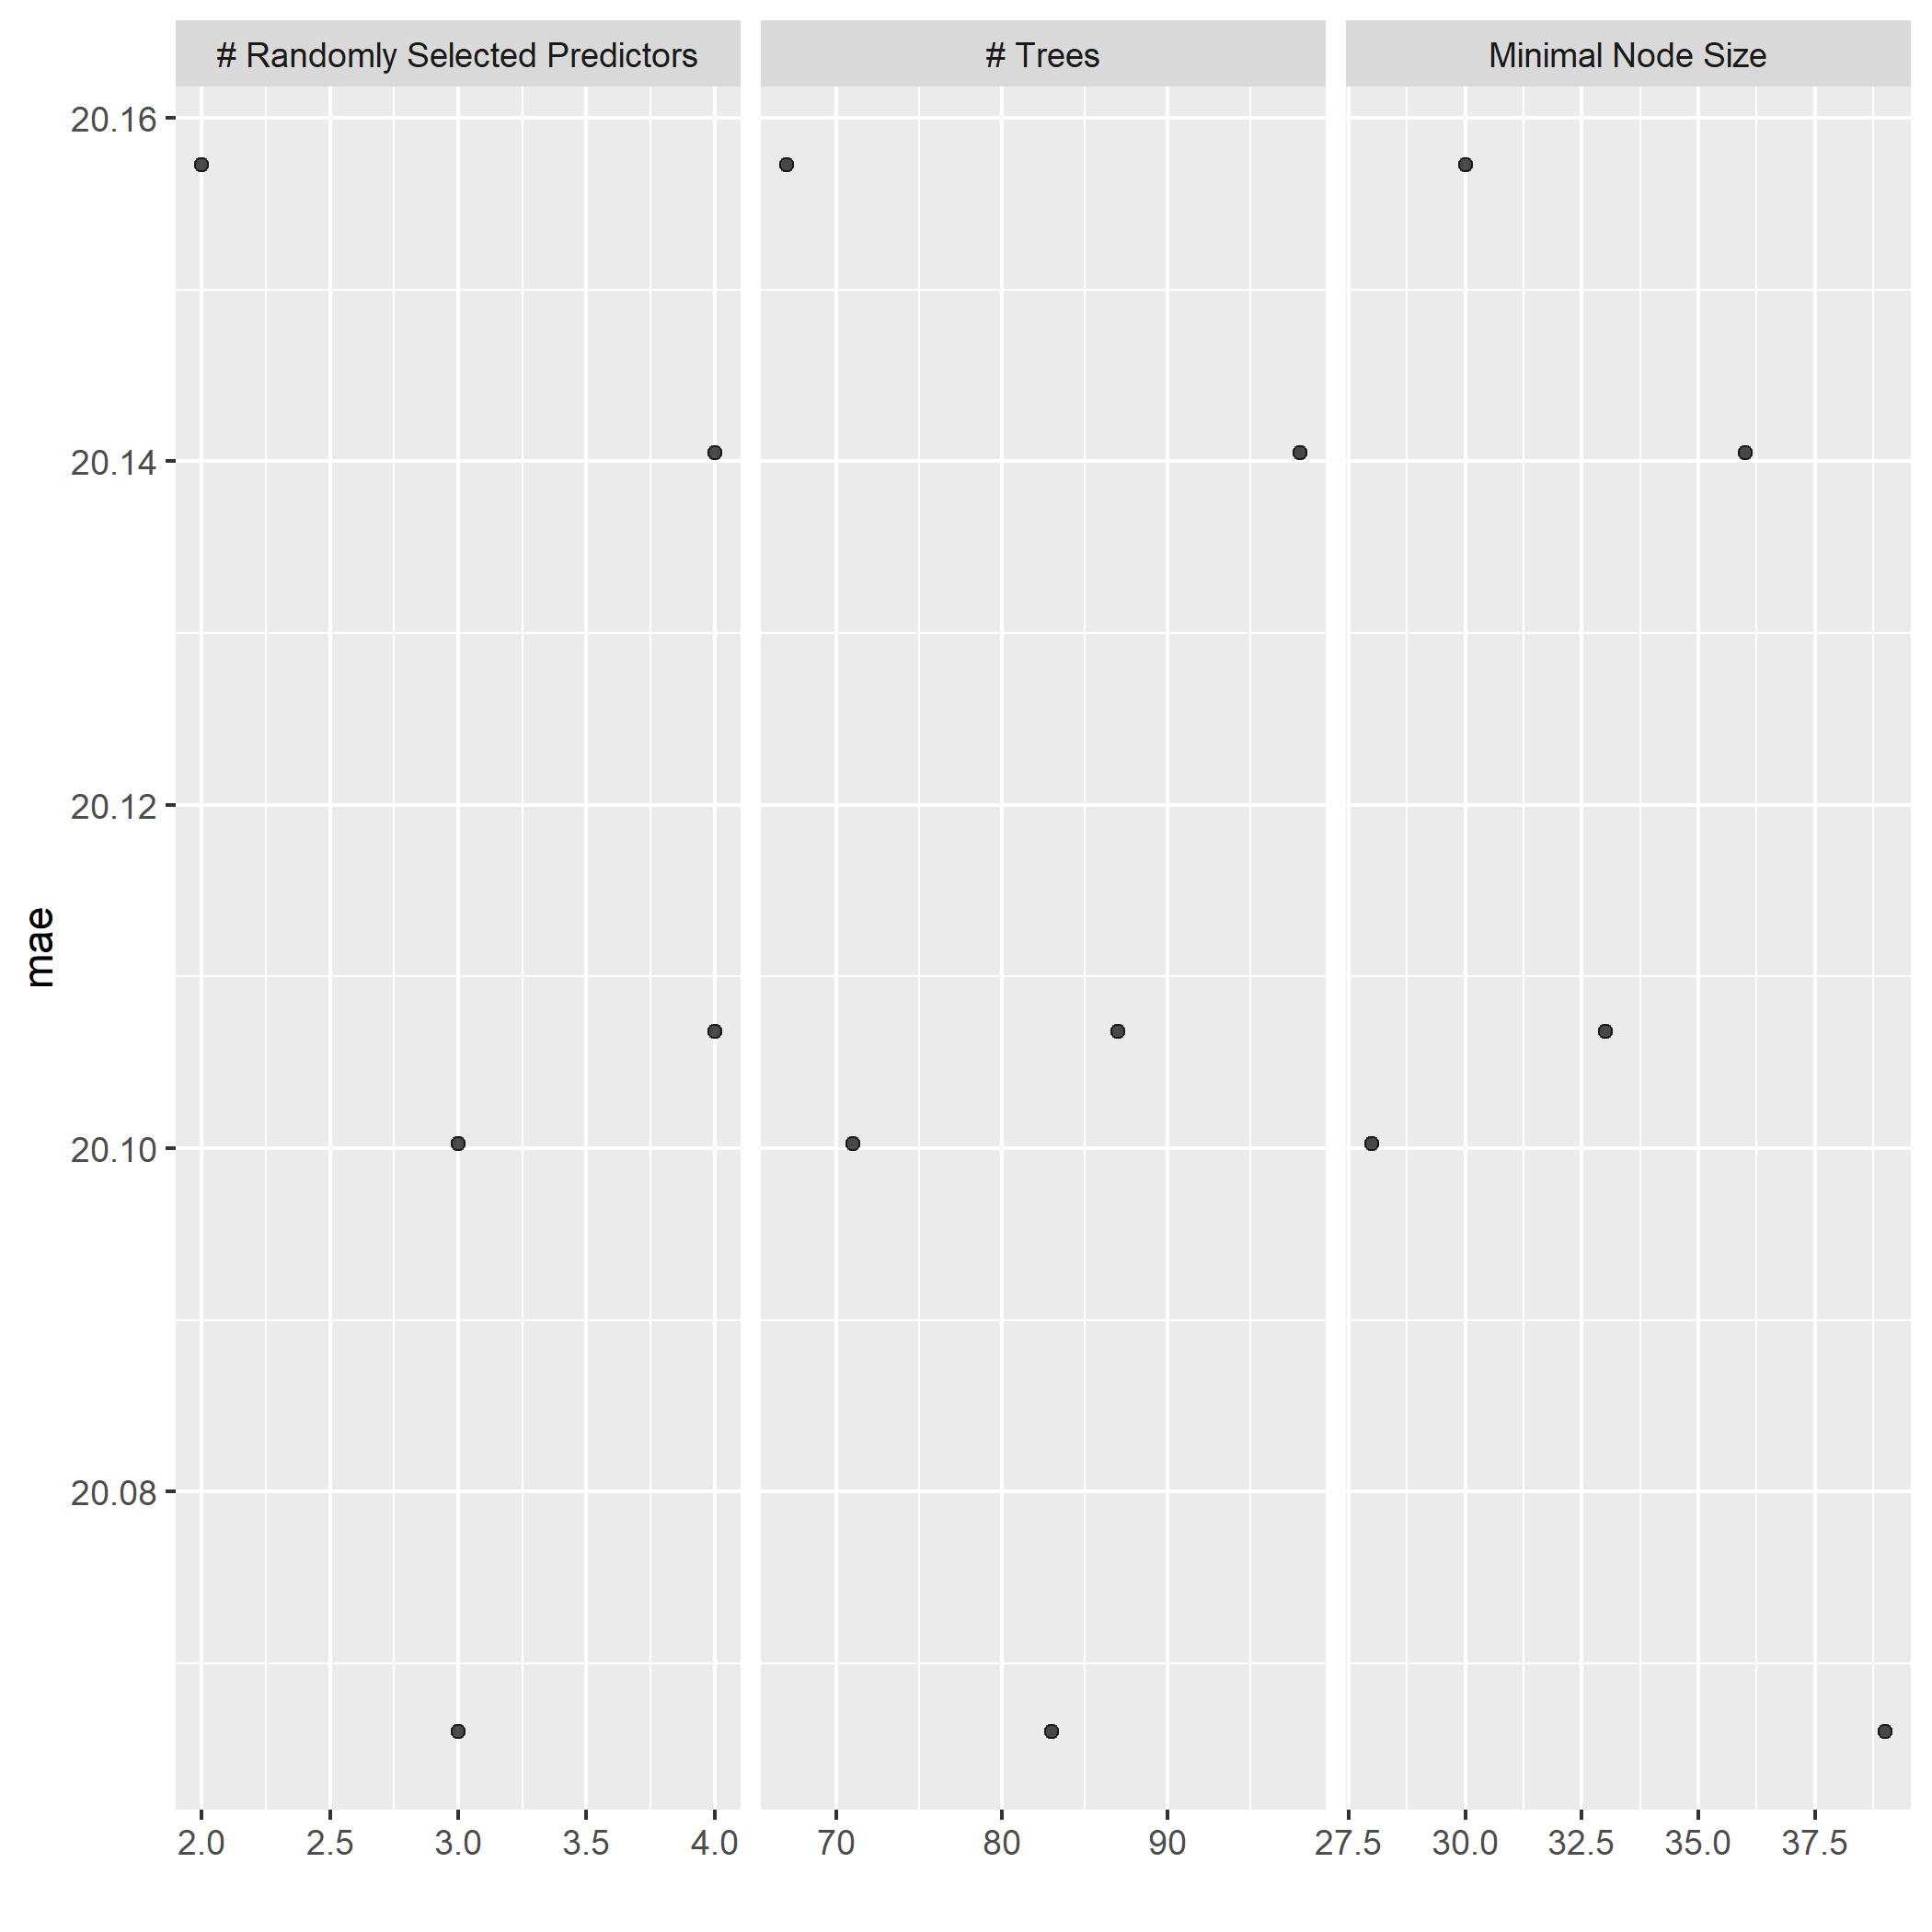 # Randomly Selected Predictors
# Trees
Minimal Node Size
20.16
20.14
20.12
20.10
20.08
mae
2.0 2.5 3.0 3.5 4.0
70 80 90
27.5 30.0 32.5 35.0 37.5